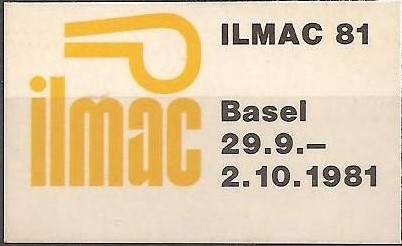 ILMAC 81
ilmac
Basel
29.9.–
2.10.1981